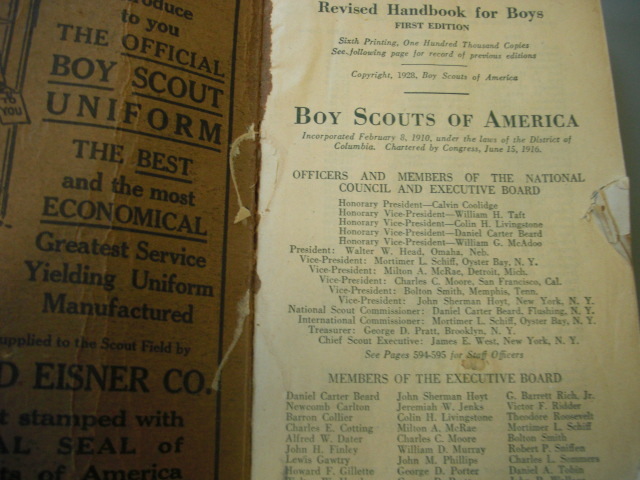 to you
THE OFFICIAL
BOY SCOUT
UNIFORM
THE BEST
and the most
ECONOMICAL
Greatest Service
Yielding Uniform
Manufactured
to the Scout Field by
EISNER CO.
stamped with
SEAL of
of America
TO
YOU
Revised Handbook for Boys
FIRST EDITION
Sixth Printing, One Hundred Thousand Copies
See following page for record of previous editions
Copyright, 1928, Boy Scouts of America
BOY SCOUTS OF AMERICA
Incorporated February 8, 1910, under the laws of the District of
Columbia. Chartered by Congress, June 15, 1916.
OFFICERS AND MEMBERS OF THE NATIONAL
COUNCIL AND EXECUTIVE BOARD
Honorary President—Calvin Coolidge
Honorary Vice-President—William H. Taft
Honorary Vice-President—Colin H. Livingstone
Honorary Vice-President—Daniel Carter Beard
Honorary Vice-President—William G. McAdoo
President: Walter W. Head, Omaha, Neb.
Vice-President: Mortimer L. Schiff, Oyster Bay, N. Y.
Vice-President: Milton A. McRae, Detroit, Mich.
Vice-President: Charles C. Moore, San Francisco, Cal.
Vice-President: Bolton Smith, Memphis, Tenn.
Vice-President: John Sherman Hoyt, New York, N. Y.
National Scout Commissioner: Daniel Carter Beard, Flushing, N. Y.
International Commissioner: Mortimer L. Schiff, Oyster Bay, N. Y.
Treasurer: George D. Pratt, Brooklyn, N. Y.
Chief Scout Executive: James E. West, New York, N. Y.
See Pages 594-595 for Staff Officers
MEMBERS OF THE EXECUTIVE BOARD
Daniel Carter Beard
Newcomb Carlton
Barron Collier
Charles E. Cotting
Alfred W. Dater
John H. Finley
Lewis Gawtry
Howard F. Gillette
John Sherman Hoyt
Jeremiah W. Jenks
Colin H. Livingstone
Milton A. McRae
Charles C. Moore
William D. Murray
John M. Phillips
George D. Porter
G. Barrett Rich, Jr.
Victor F. Ridder
Theodore Roosevelt
Mortimer L. Schiff
Bolton Smith
Robert P. Sniffen
Charles L. Sommers
Daniel A. Tobin